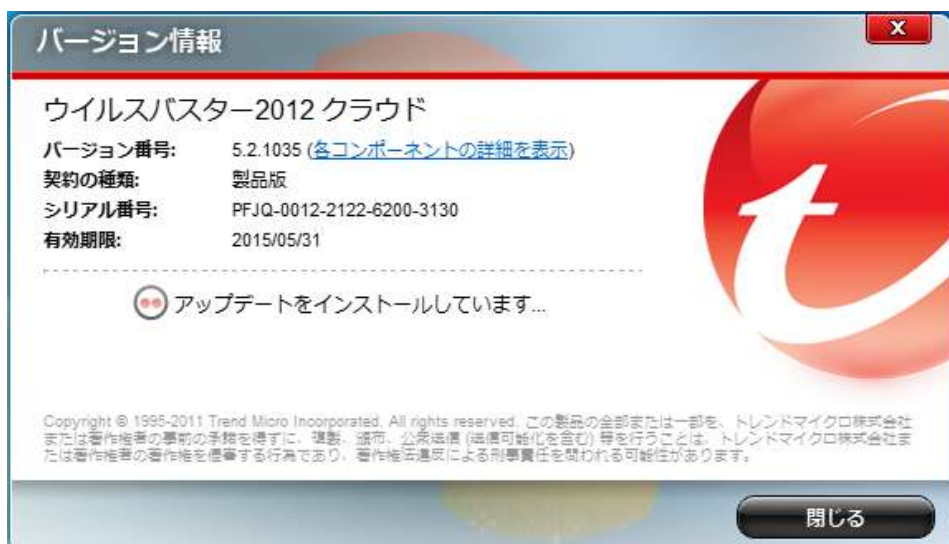 バージョン情報
X
ウイルスバスター2012 クラウド
バージョン番号: 5.2.1035 (各コンポーネントの詳細を表示)
契約の種類: 製品版
シリアル番号: PFJQ-0012-2122-6200-3130
有効期限: 2015/05/31
アップデートをインストールしています...
Copyright © 1995-2011 Trend Micro Incorporated. All rights reserved. この製品の全部または一部を、トレンドマイクロ株式会社
または著作権者の事前の承諾を得ずに、複製、頒布、公衆送信 (送信可能化を含む) 等を行うことは、トレンドマイクロ株式会社ま
たは著作権者の著作権を侵害する行為であり、著作権法違反による刑事責任を問われる可能性があります。
閉じる